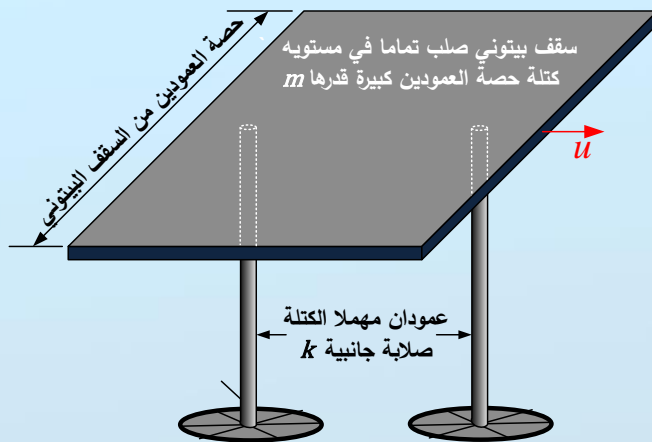 سقف بيتوني صلب تماما في مستويه
كتلة حصة العمودين كبيرة قدرها m
حصة العمودين من السقف البيتوني
u
عمودان مهملا الكتلة
صلابة جانبية k